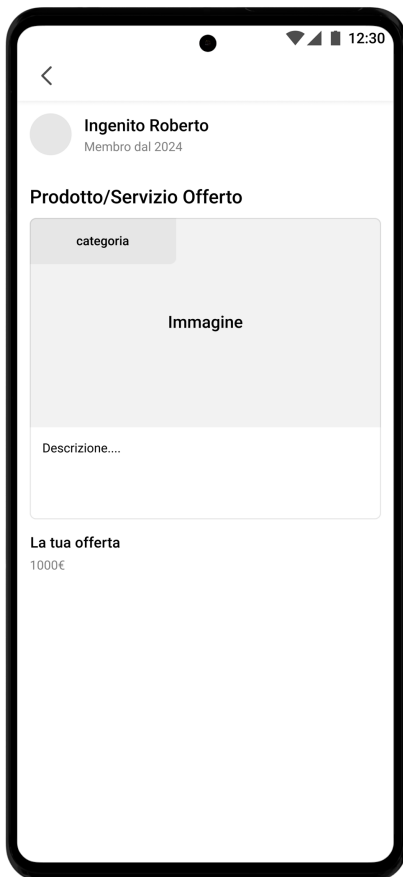 12:30
Ingenito Roberto
Membro dal 2024
Prodotto/Servizio Offerto
categoria
Immagine
Descrizione....
La tua offerta
1000€